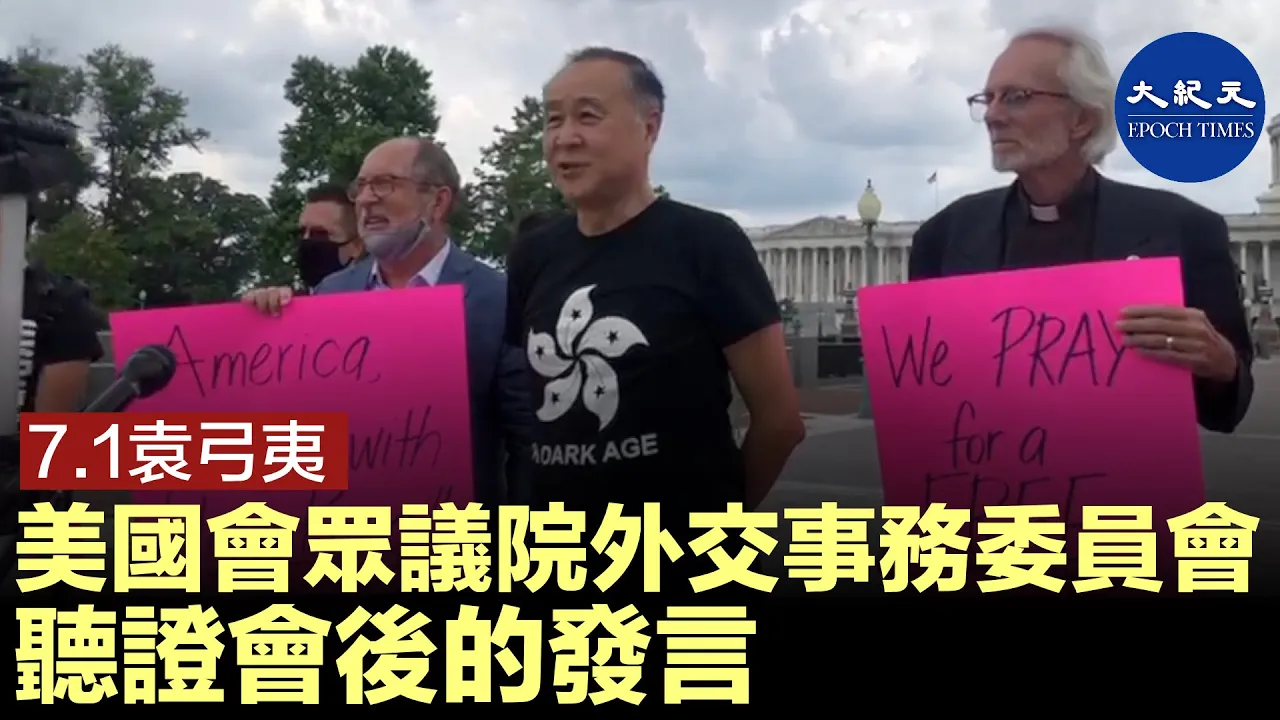 大紀元
EPOCH TIMES
America,
with
We PRAY
for a
FREE
DARK AGE
7.1袁弓夷
美國會眾議院外交事務委員會
聽證會後的發言